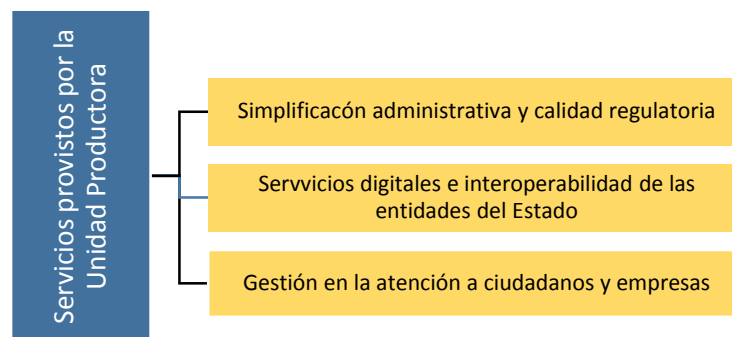 Servicios provistos por la
Unidad Productora
Simplificacón administrativa y calidad regulatoria
Servvicios digitales e interoperabilidad de las
entidades del Estado
Gestión en la atención a ciudadanos y empresas